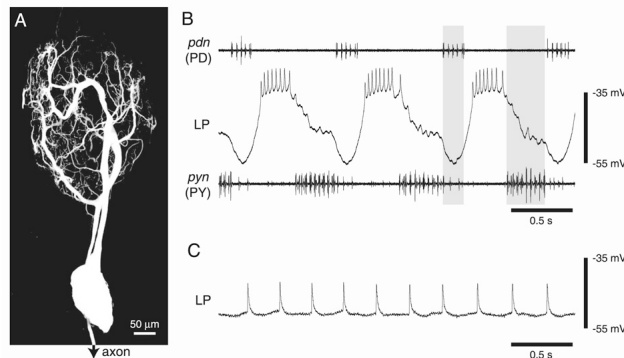 A
50 µm
axon
B
pdn
(PD)
LP
pyn
(PY)
-35 mV
-55 mV
0.5 s
C
LP
-35 mV
-55 mV
0.5 s